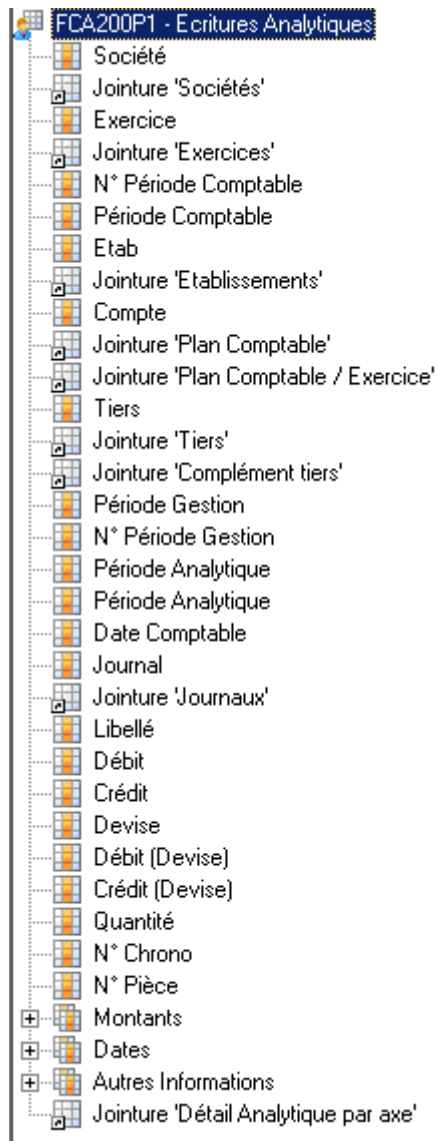 FCA200P1 - Ecritures Analytiques
Société
Jointure 'Sociétés'
Exercice
Jointure 'Exercices'
N° Période Comptable
Période Comptable
Etab
Jointure 'Etablissements'
Compte
Jointure 'Plan Comptable'
Jointure 'Plan Comptable / Exercice'
Tiers
Jointure 'Tiers'
Jointure 'Complément tiers'
Période Gestion
N° Période Gestion
Période Analytique
Période Analytique
Date Comptable
Journal
Jointure 'Journaux'
Libellé
Débit
Crédit
Devise
Débit (Devise)
Crédit (Devise)
Quantité
N° Chrono
N° Pièce
Montants
Dates
Autres Informations
Jointure 'Détail Analytique par axe'